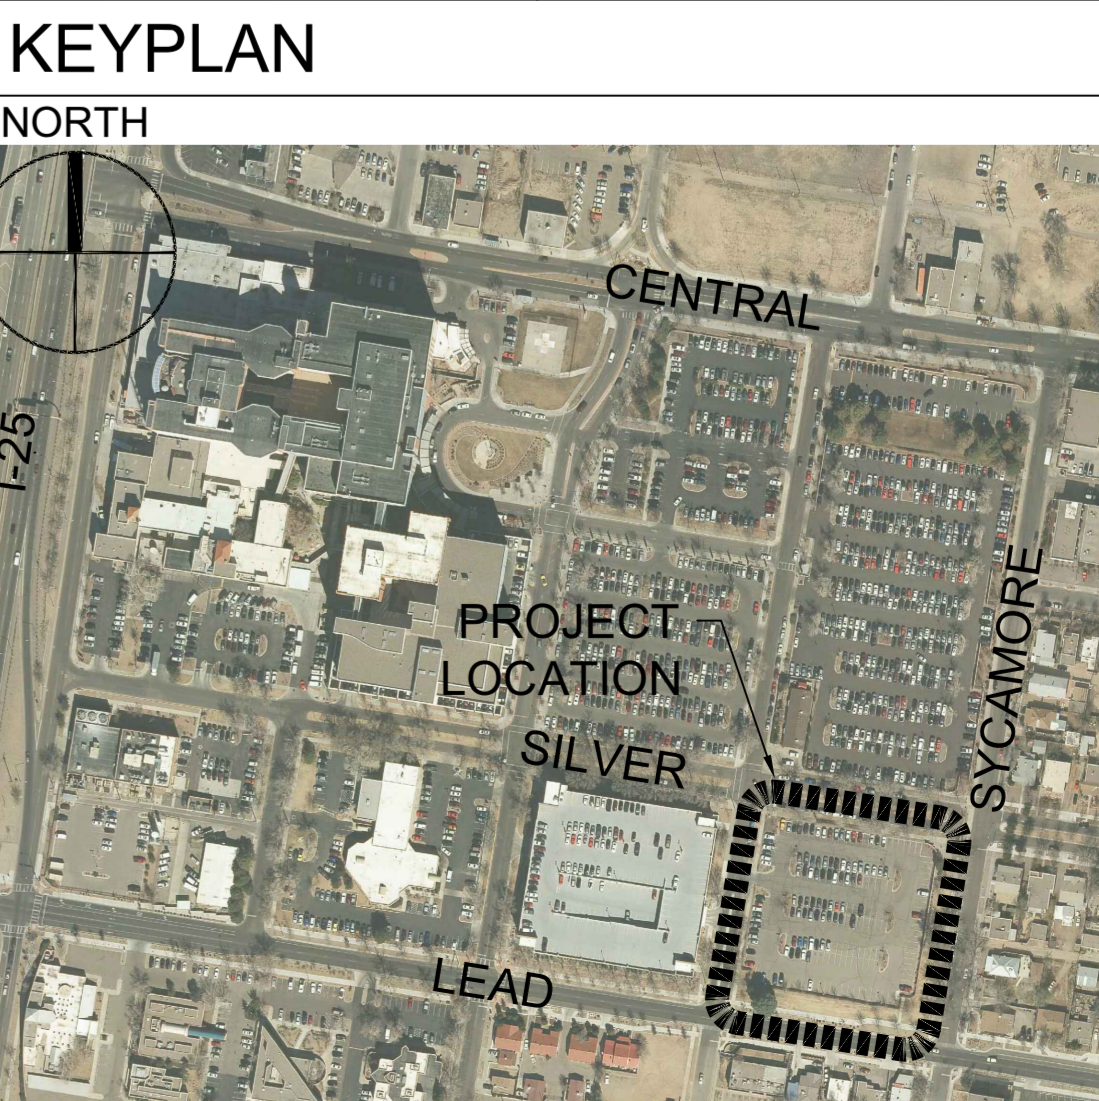 KEYPLAN
NORTH
CENTRAL
I-25
SYCAMORE
PROJECT
LOCATION
SILVER
LEAD